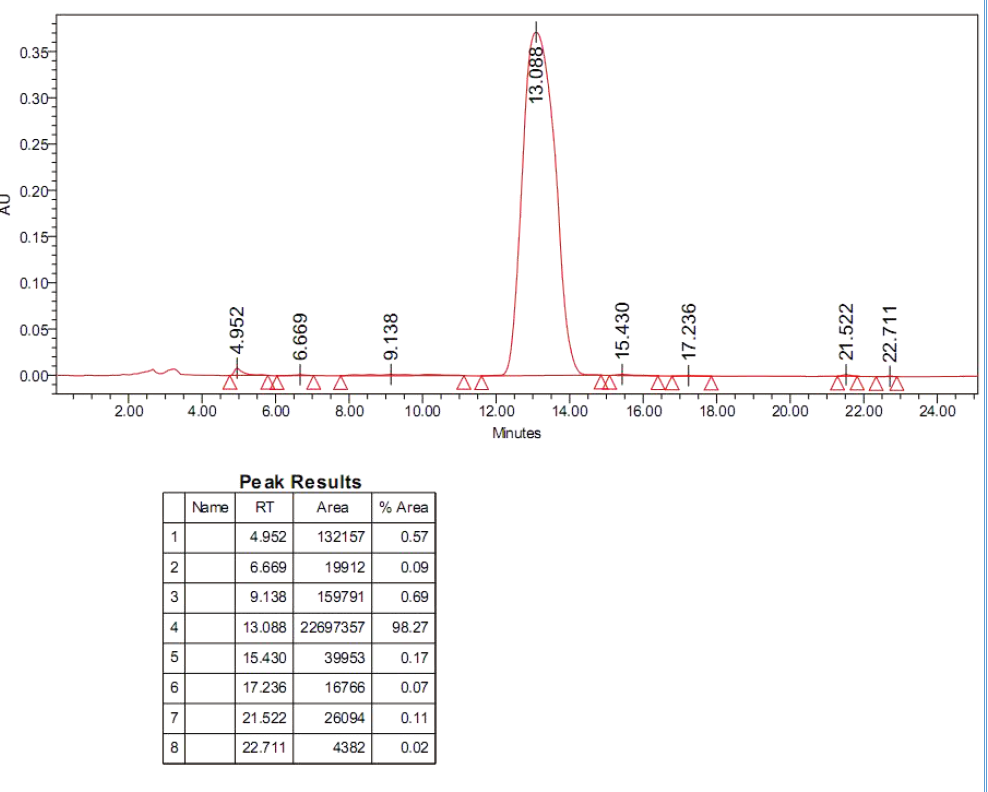 0.35
0.30
0.25
0.20
0.15
0.10
0.05
0.00
AU
4.952
6.669
9.138
13.088
15.430
17.236
21.522
22.711
2.00 4.00 6.00 8.00 10.00 12.00 14.00 16.00 18.00 20.00 22.00 24.00
Minutes
Peak Results
Name RT Area % Area
1 4.952 132157 0.57
2 6.669 19912 0.09
3 9.138 159791 0.69
4 13.088 22697357 98.27
5 15.430 39953 0.17
6 17.236 16766 0.07
7 21.522 26094 0.11
8 22.711 4382 0.02